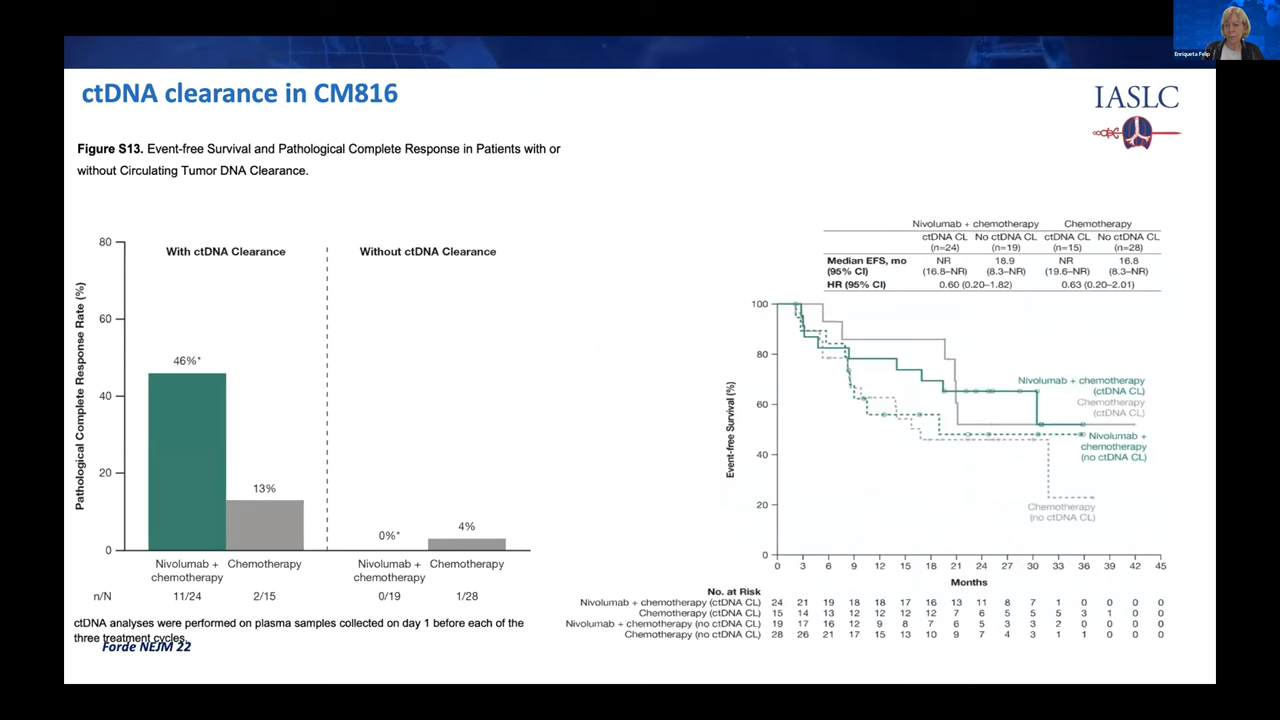 Enriqueta Felip
ctDNA clearance in CM816
IASLC
Figure S13. Event-free Survival and Pathological Complete Response in Patients with or
without Circulating Tumor DNA Clearance.
Pathological Complete Response Rate (%)
80
60
40
20
0
With ctDNA Clearance
Without ctDNA Clearance
46%*
13%
0%*
4%
Nivolumab +
chemotherapy
Chemotherapy
Nivolumab +
chemotherapy
Chemotherapy
n/N 11/24 2/15 0/19 1/28
ctDNA analyses were performed on plasma samples collected on day 1 before each of the
three treatment cycles.
Forde NEJM 22
Nivolumab + chemotherapy Chemotherapy
ctDNA CL No ctDNA CL ctDNA CL No ctDNA CL
(n=24) (n=19) (n=15) (n=28)
Median EFS, mo NR 18.9 NR 16.8
(95% CI) (16.8–NR) (8.3–NR) (19.6–NR) (8.3–NR)
HR (95% CI) 0.60 (0.20–1.82) 0.63 (0.20–2.01)
Event-free Survival (%)
100
80
60
40
20
0
Nivolumab + chemotherapy
(ctDNA CL)
Chemotherapy
(ctDNA CL)
Nivolumab +
chemotherapy
(no ctDNA CL)
Chemotherapy
(no ctDNA CL)
0 3 6 9 12 15 18 21 24 27 30 33 36 39 42 45
Months
No. at Risk
Nivolumab + chemotherapy (ctDNA CL) 24 21 19 18 18 17 16 13 11 8 7 1 0 0 0 0
Chemotherapy (ctDNA CL) 15 14 13 12 12 12 12 7 6 5 5 5 3 1 0 0
Nivolumab + chemotherapy (no ctDNA CL) 19 17 16 12 9 8 7 6 5 3 3 2 0 0 0 0
Chemotherapy (no ctDNA CL) 28 26 21 17 15 13 10 9 7 4 3 1 1 0 0 0